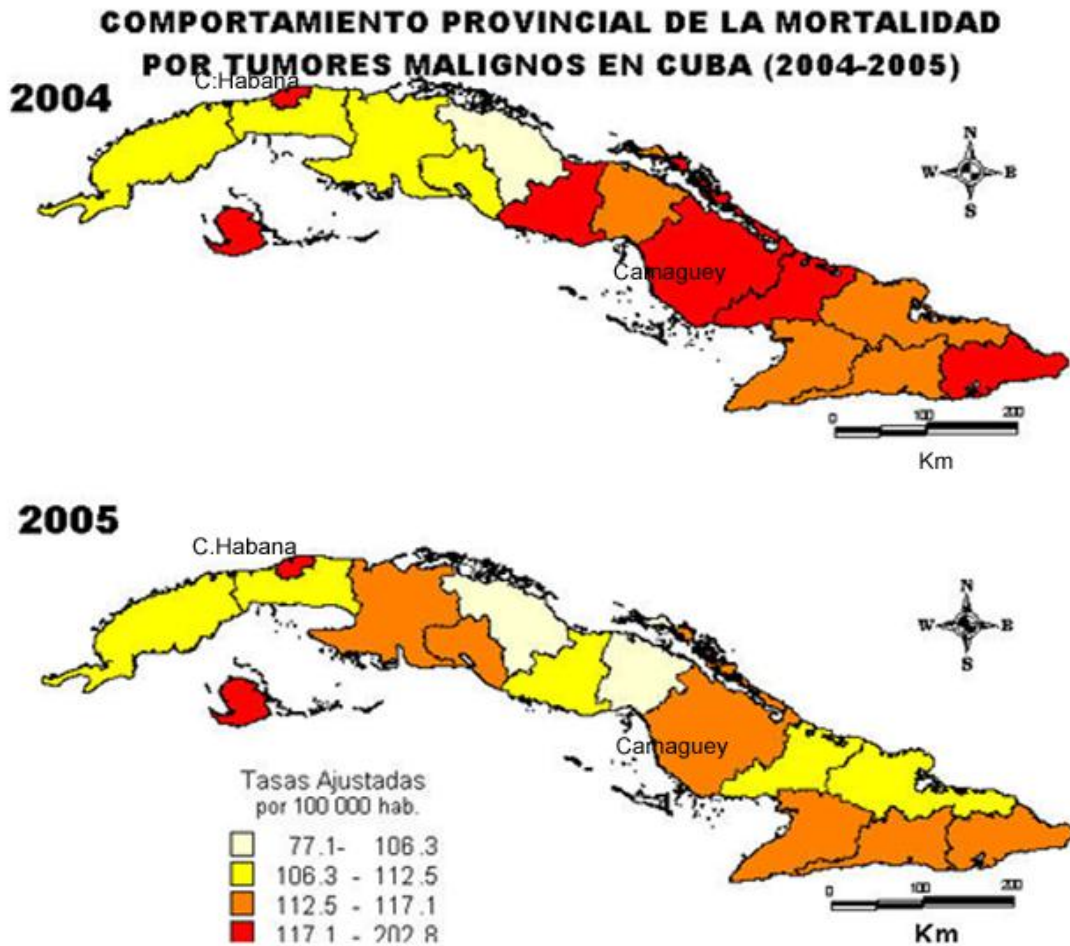 COMPORTAMIENTO PROVINCIAL DE LA MORTALIDAD
POR TUMORES MALIGNOS EN CUBA (2004-2005)
C:Habana
2004
N
W E
S
Camaguey
0 100 200
Km
2005
C.Habana
N
W E
S
Camaguey
Tasas Ajustadas
por 100 000 hab.
77.1- 106.3
106.3 - 112.5
112.5 - 117.1
117.1 - 202.8
0 100 200
Km